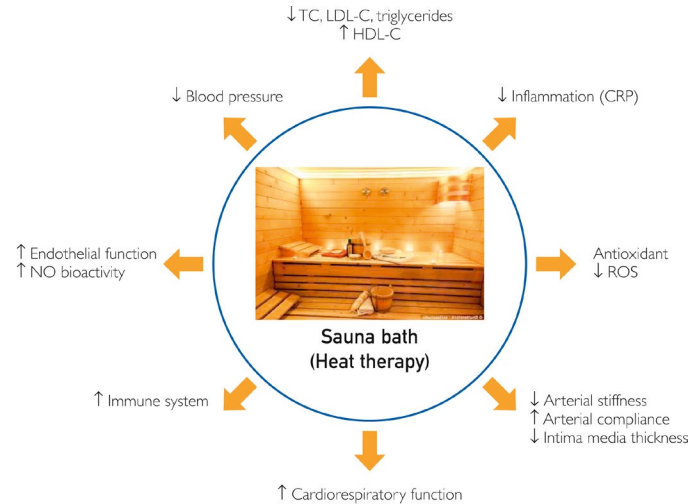 ↓ TC, LDL-C, triglycerides
↑ HDL-C
↓ Blood pressure
↓ Inflammation (CRP)
↑ Endothelial function
↑ NO bioactivity
Antioxidant
↓ ROS
Sauna bath
(Heat therapy)
↑ Immune system
↓ Arterial stiffness
↑ Arterial compliance
↓ Intima media thickness
↑ Cardiorespiratory function